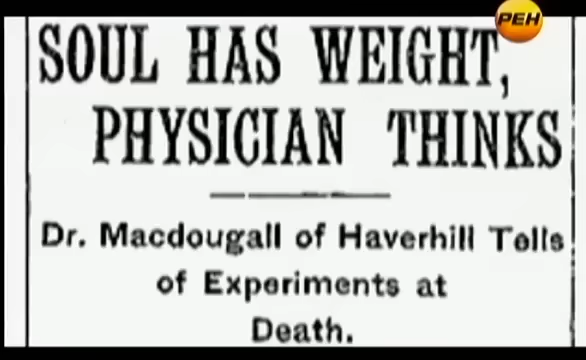 РЕН
SOUL HAS WEIGHT,
PHYSICIAN THINKS
Dr. Macdougall of Haverhill Tells
of Experiments at
Death.